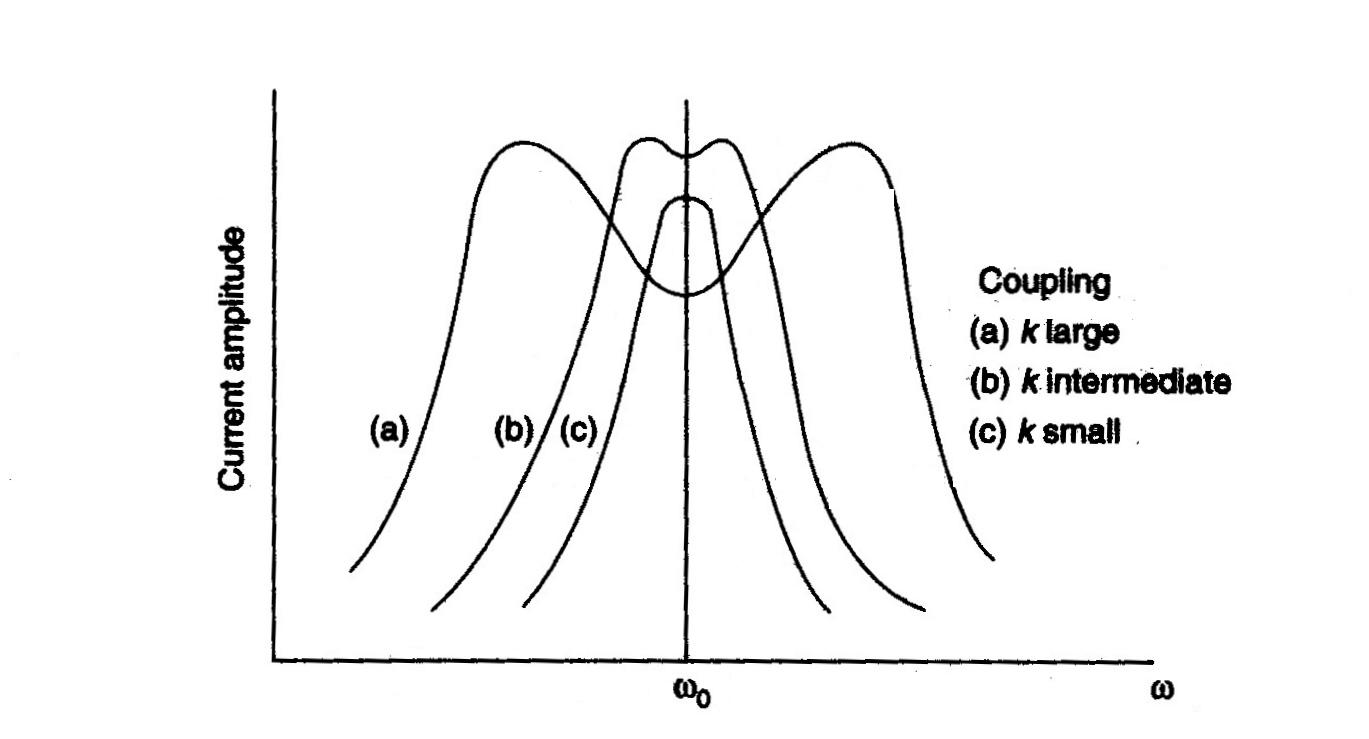 Current amplitude
(a)
(b)
(c)
Coupling
(a) k large
(b) k intermediate
(c) k small
ω₀
ω